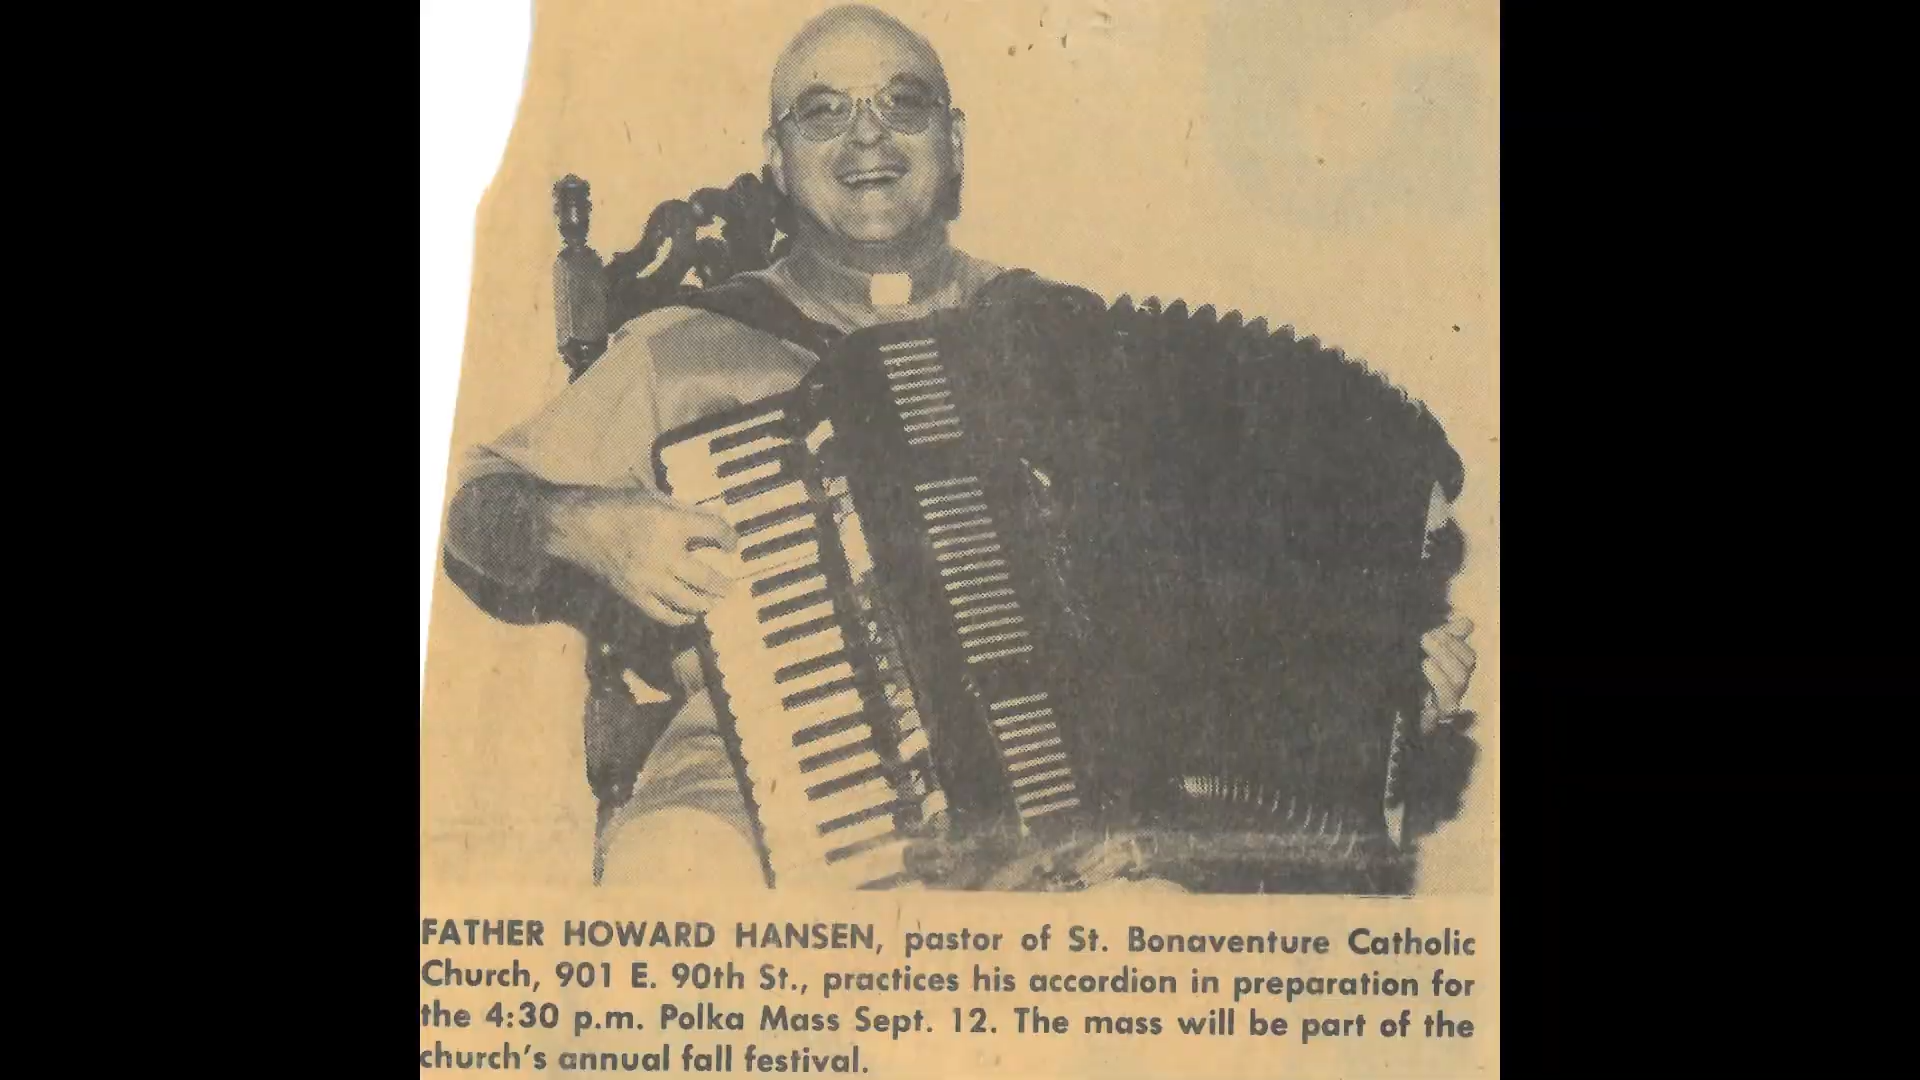 FATHER HOWARD HANSEN, pastor of St. Bonaventure Catholic
Church, 901 E. 90th St., practices his accordion in preparation for
the 4:30 p.m. Polka Mass Sept. 12. The mass will be part of the
church's annual fall festival.